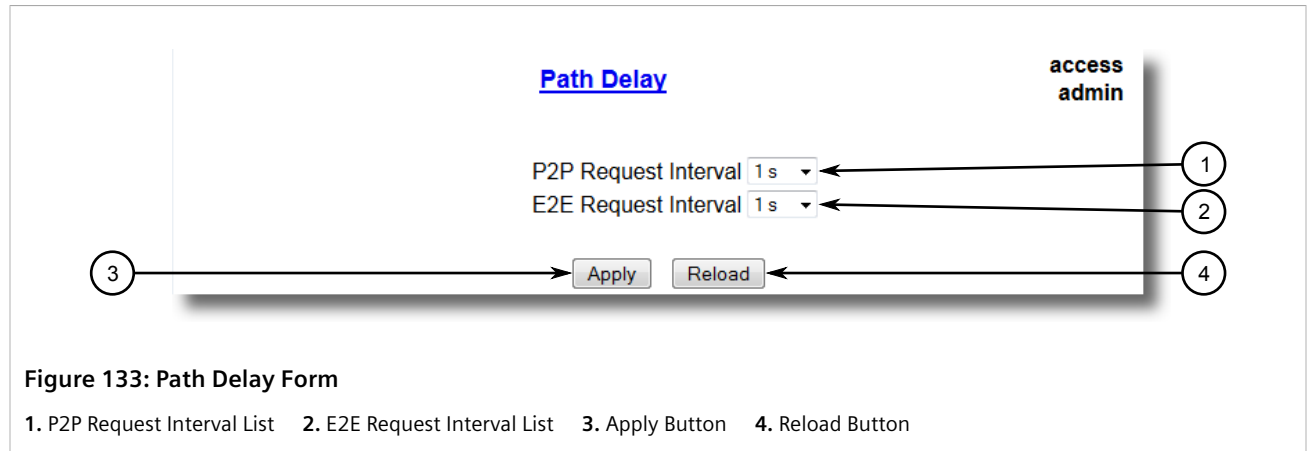 Path Delay
access
admin
P2P Request Interval 1 s
1
E2E Request Interval 1 s
2
3
Apply Reload
4
Figure 133: Path Delay Form
1. P2P Request Interval List 2. E2E Request Interval List 3. Apply Button 4. Reload Button